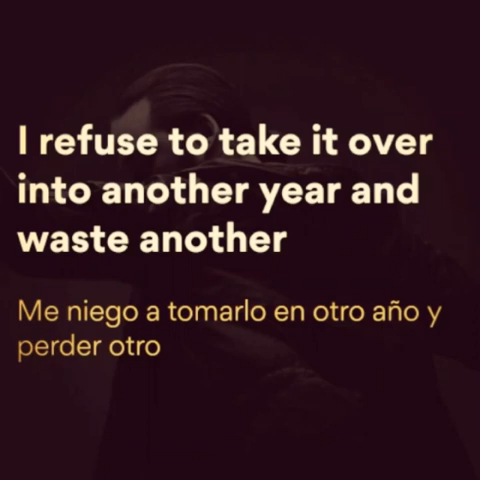 I refuse to take it over
into another year and
waste another
Me niego a tomarlo en otro año y
perder otro